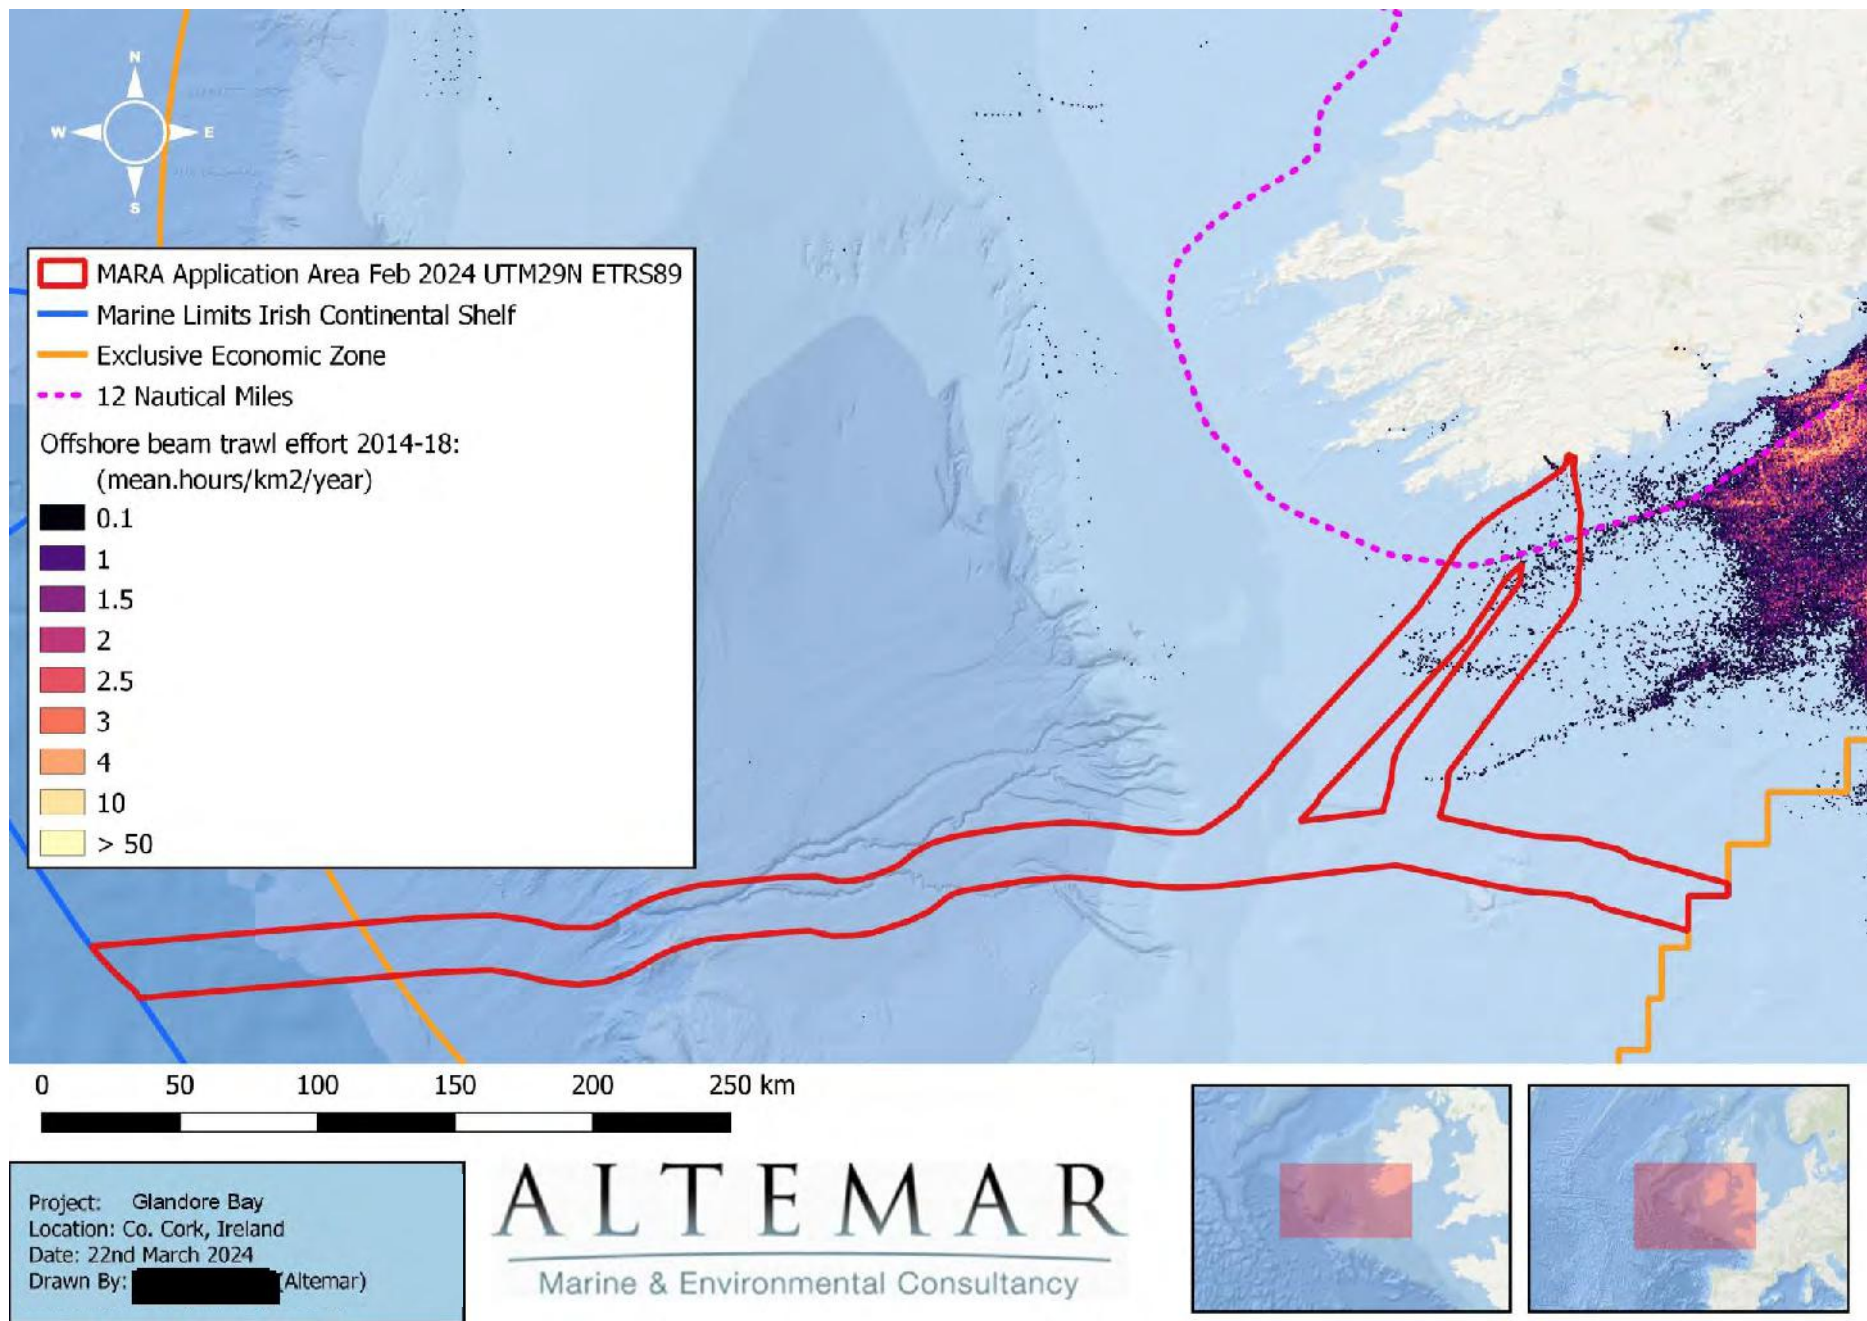 N
W
E
S
MARA Application Area Feb 2024 UTM29N ETRS89
Marine Limits Irish Continental Shelf
Exclusive Economic Zone
12 Nautical Miles
Offshore beam trawl effort 2014-18:
(mean.hours/km2/year)
0.1
1
1.5
2
2.5
3
4
10
> 50
0 50 100 150 200 250 km
Project: Glandore Bay
Location: Co. Cork, Ireland
Date: 22nd March 2024
Drawn By: (Altemar)
ALTEMAR
Marine & Environmental Consultancy